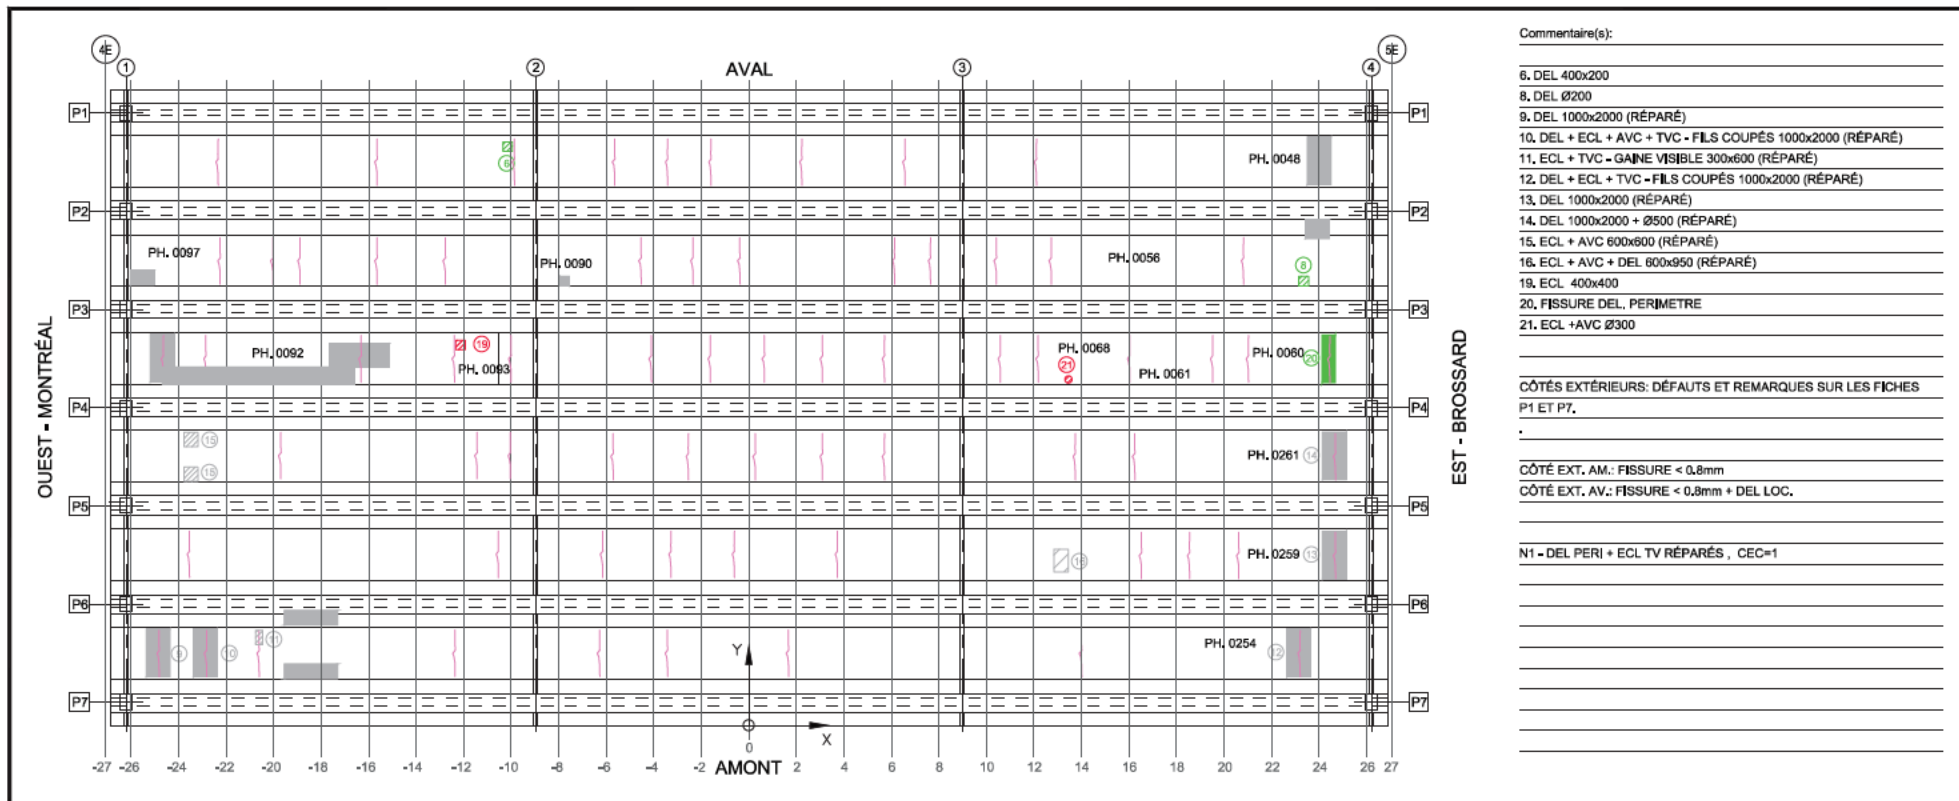 4E
5E
1
2
AVAL
3
4
P1
P1
6
PH. 0048
P2
P2
PH. 0097
PH. 0090
PH. 0056
8
P3
P3
PH. 0092
19
PH. 0093
PH. 0068
21
PH. 0061
PH. 0060
20
P4
P4
15
15
PH. 0261
14
P5
P5
16
PH. 0259
13
P6
P6
9
10
11
Y
PH. 0254
12
P7
P7
X
0
-27 -26 -24 -22 -20 -18 -16 -14 -12 -10 -8 -6 -4 -2 AMONT 2 4 6 8 10 12 14 16 18 20 22 24 26 27
OUEST - MONTRÉAL
EST - BROSSARD
Commentaire(s):
6. DEL 400x200
8. DEL Ø200
9. DEL 1000x2000 (RÉPARÉ)
10. DEL + ECL + AVC + TVC - FILS COUPÉS 1000x2000 (RÉPARÉ)
11. ECL + TVC - GAINE VISIBLE 300x600 (RÉPARÉ)
12. DEL + ECL + TVC - FILS COUPÉS 1000x2000 (RÉPARÉ)
13. DEL 1000x2000 (RÉPARÉ)
14. DEL 1000x2000 + Ø500 (RÉPARÉ)
15. ECL + AVC 600x600 (RÉPARÉ)
16. ECL + AVC + DEL 600x950 (RÉPARÉ)
19. ECL 400x400
20. FISSURE DEL. PERIMETRE
21. ECL +AVC Ø300
CÔTÉS EXTÉRIEURS: DÉFAUTS ET REMARQUES SUR LES FICHES
P1 ET P7.
.
CÔTÉ EXT. AM.: FISSURE < 0.8mm
CÔTÉ EXT. AV.: FISSURE < 0.8mm + DEL LOC.
N1 - DEL PERI + ECL TV RÉPARÉS , CEC=1